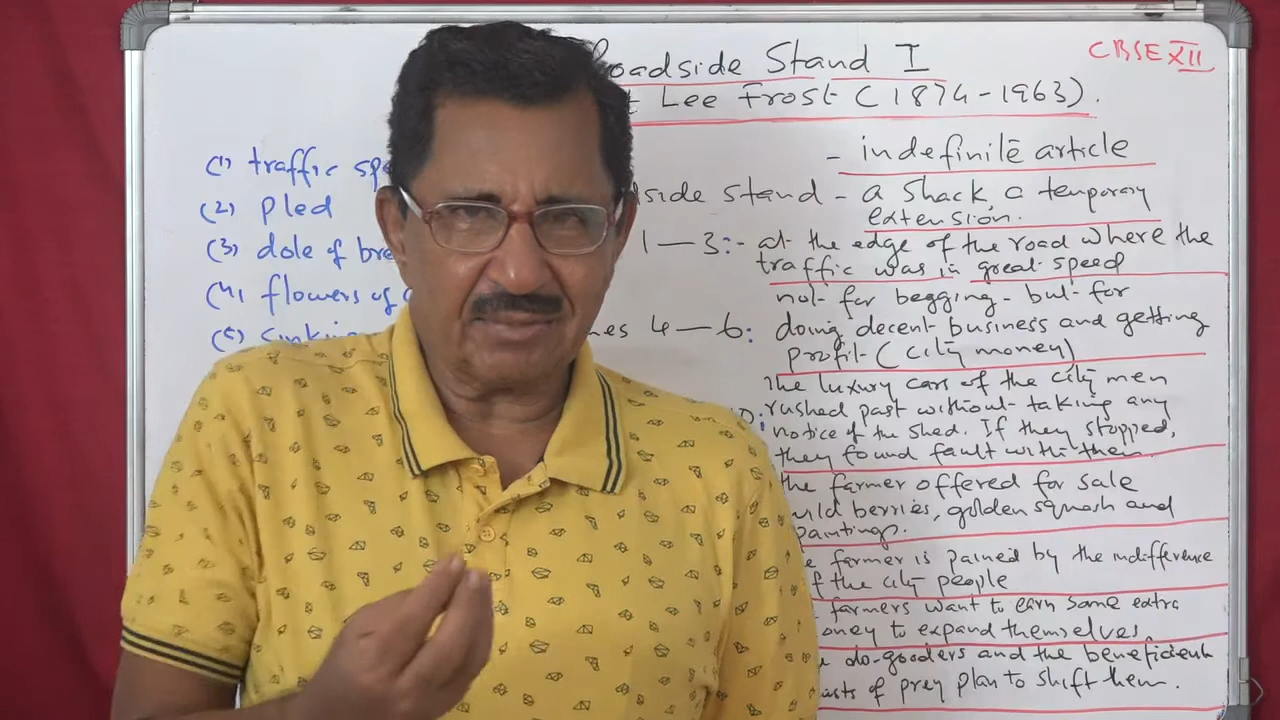 Roadside Stand I
CBSE XII
Lee Frost (1874-1963).
- indefinite article
(1) traffic
(2) pled
(3) dole of
(4) flowers of
(5)
stand - a shack, a temporary
extension.
1-3:- at the edge of the road where the
traffic was in great speed
not for begging - but for
4-6: doing decent business and getting
profit (city money)
The luxury cars of the city men
rushed past without taking any
notice of the shed. If they stopped,
they found fault with them.
the farmer offered for sale
berries, golden squash and
paintings.
farmer is pained by the indifference
of the city people
farmers want to earn some extra
to expand themselves
do-gooders and the beneficent
of prey plan to shift them.